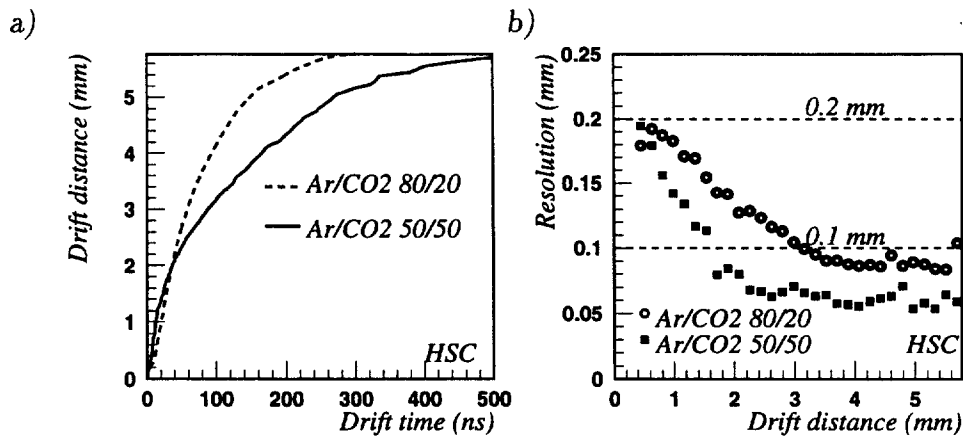 a)
b)
Drift distance (mm)
5
4
3
2
1
0
0
100
200
300
400
500
Drift time (ns)
Ar/CO2 80/20
Ar/CO2 50/50
HSC
Resolution (mm)
0.25
0.2
0.15
0.1
0.05
0
0
1
2
3
4
5
Drift distance (mm)
0.2 mm
0.1 mm
Ar/CO2 80/20
Ar/CO2 50/50
HSC